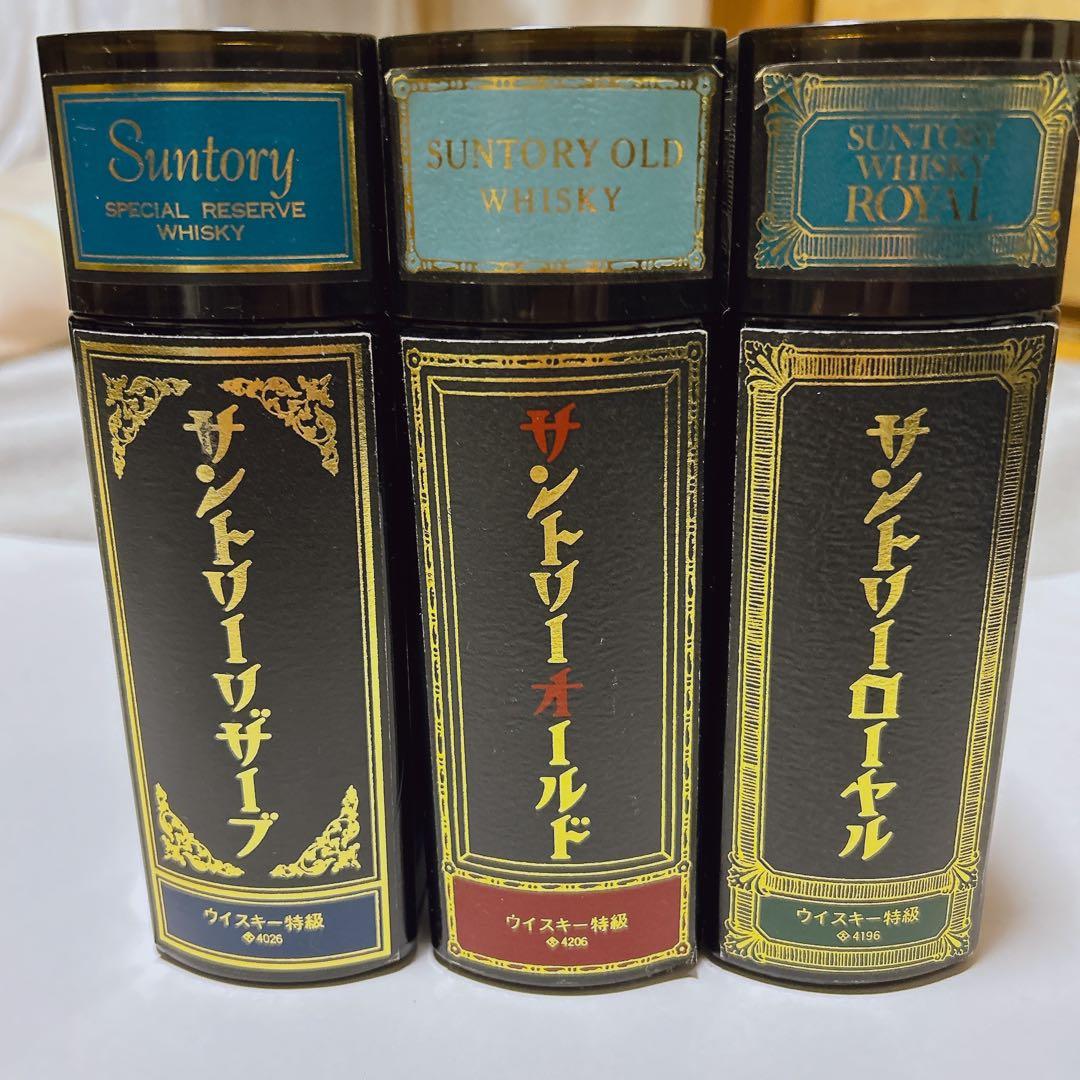 Suntory
SPECIAL RESERVE
WHISKY
サントリーリザーブ
ウイスキー特級
4026
SUNTORY OLD
WHISKY
サントリーオールド
ウイスキー特級
4206
SUNTORY
WHISKY
ROYAL
サントリーローヤル
ウイスキー特級
4196